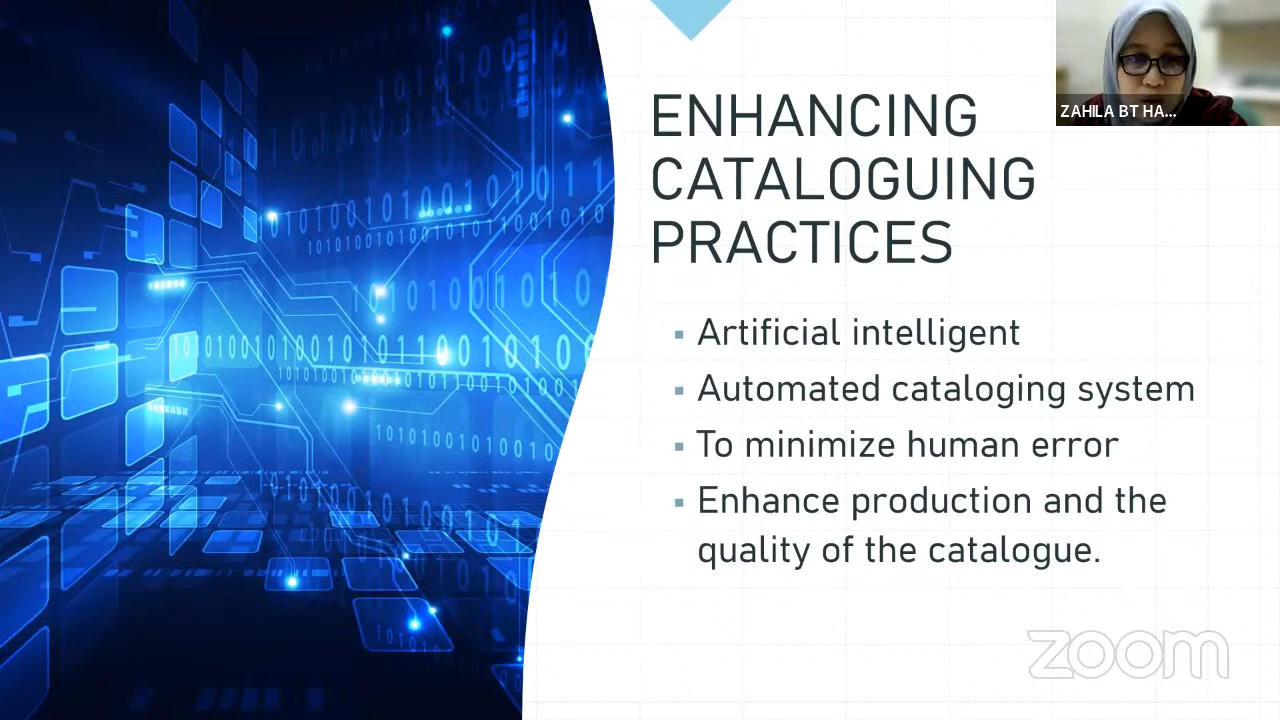 ENHANCING
CATALOGUING
PRACTICES
ZAHILA BT HA...
Artificial intelligent
Automated cataloging system
To minimize human error
Enhance production and the
quality of the catalogue.
zoom